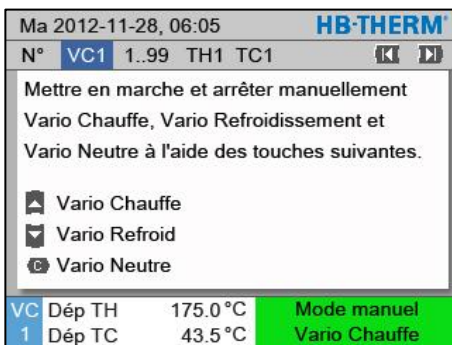 Ma 2012-11-28, 06:05 HB-THERM®
N° VC1 1..99 TH1 TC1
Mettre en marche et arrêter manuellement
Vario Chauffe, Vario Refroidissement et
Vario Neutre à l'aide des touches suivantes.
Vario Chauffe
Vario Refroid
C Vario Neutre
VC Dép TH 175.0 °C Mode manuel
1 Dép TC 43.5 °C Vario Chauffe